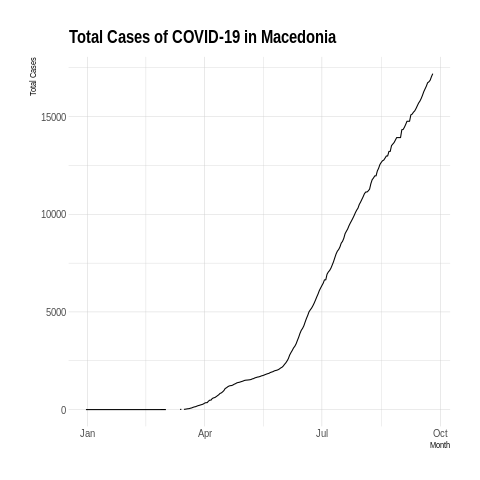 Total Cases of COVID-19 in Macedonia
Total Cases
15000
10000
5000
0
Jan Apr Jul Oct
Month